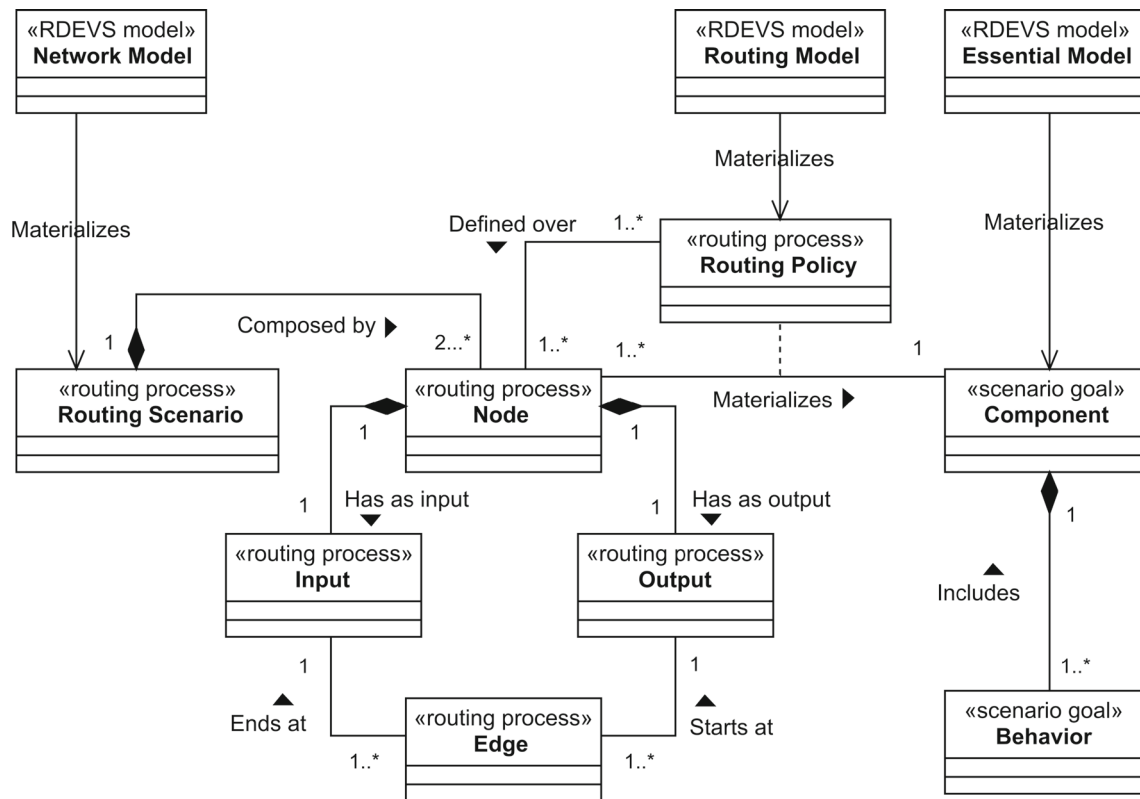 «RDEVS model»
Network Model
«RDEVS model»
Routing Model
«RDEVS model»
Essential Model
Materializes
Materializes
Materializes
Defined over
1..*
«routing process»
Routing Policy
Composed by
1
2...*
1..*
1..*
1
«routing process»
Routing Scenario
«routing process»
Node
Materializes
«scenario goal»
Component
1
1
1
Has as input
1
Has as output
1
«routing process»
Input
«routing process»
Output
Includes
1
1
1..*
Ends at
Starts at
«routing process»
Edge
1..*
1..*
«scenario goal»
Behavior